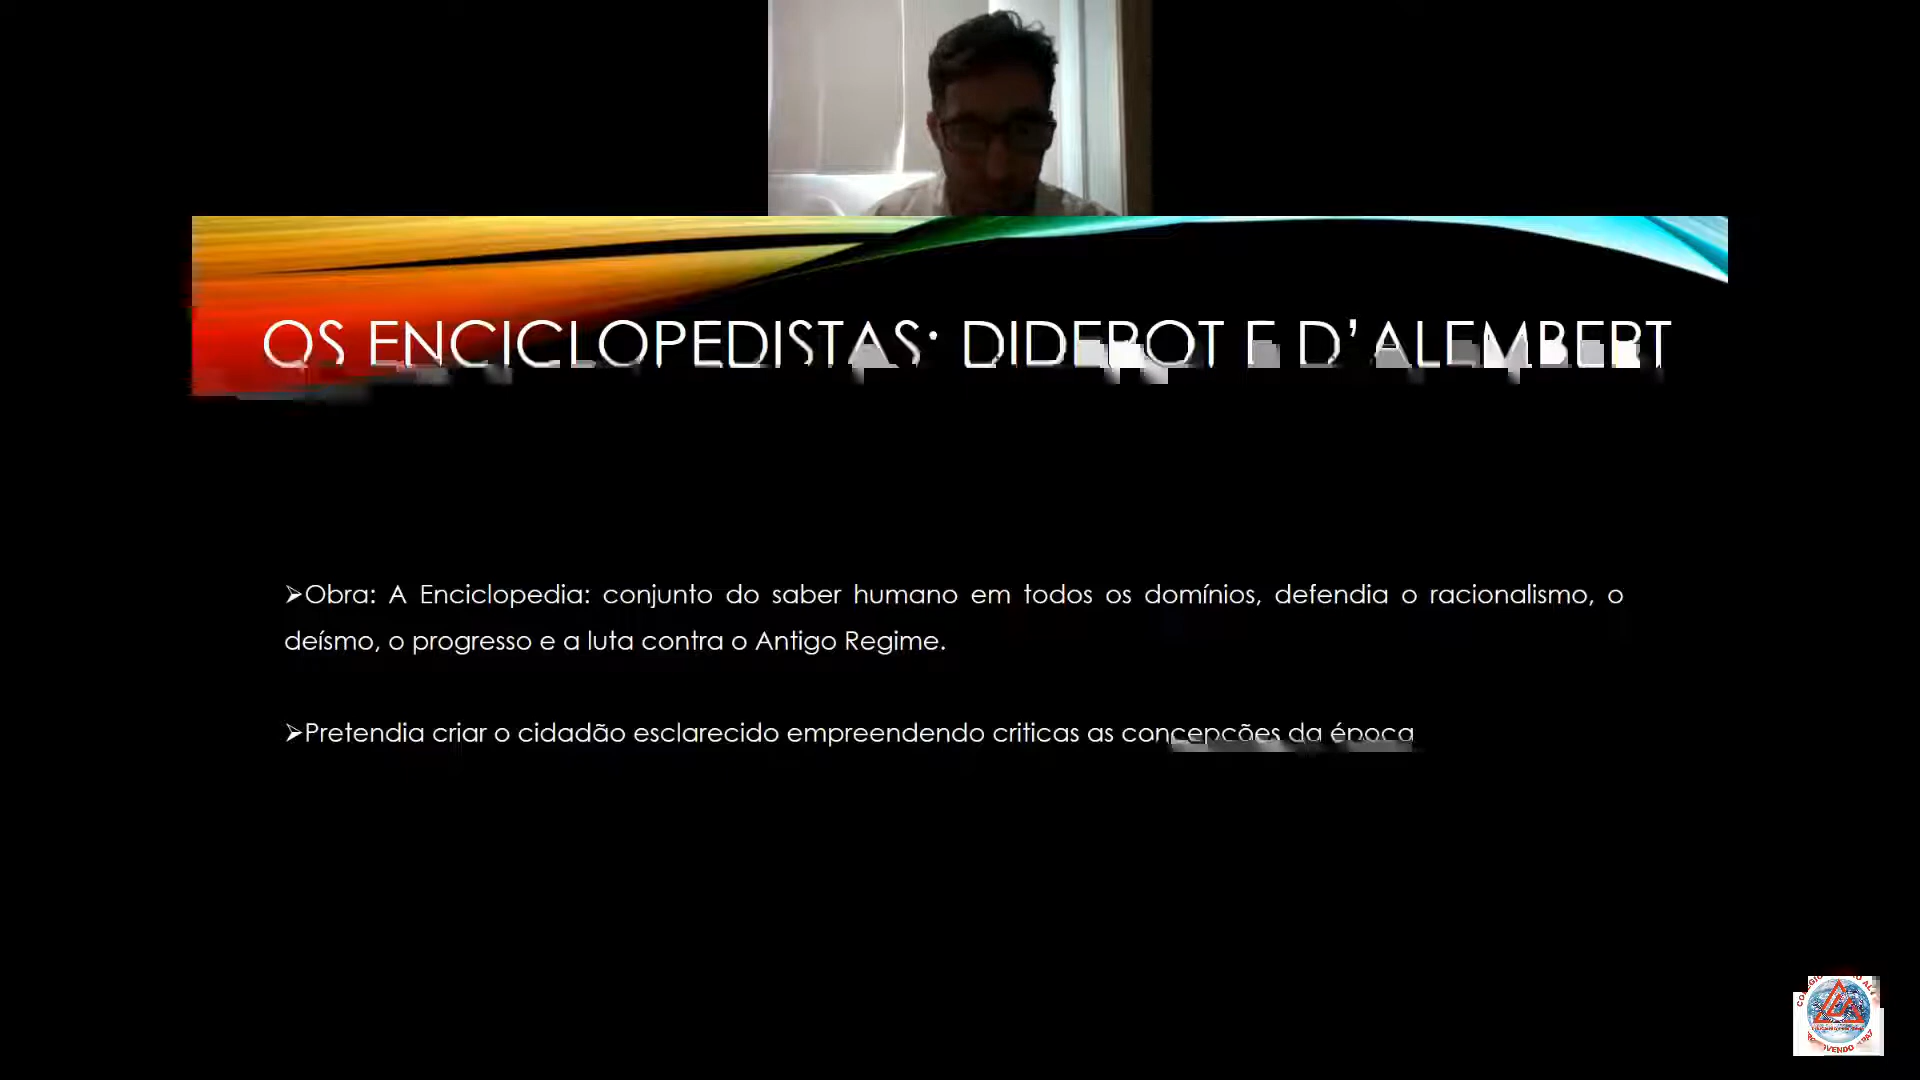 OS ENCICLOPEDISTAS: DIDEROT E D’ALEMBERT
➢Obra: A Enciclopedia: conjunto do saber humano em todos os domínios, defendia o racionalismo, o
deísmo, o progresso e a luta contra o Antigo Regime.
➢Pretendia criar o cidadão esclarecido empreendendo criticas as concepções da época